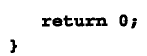 return 0;
}